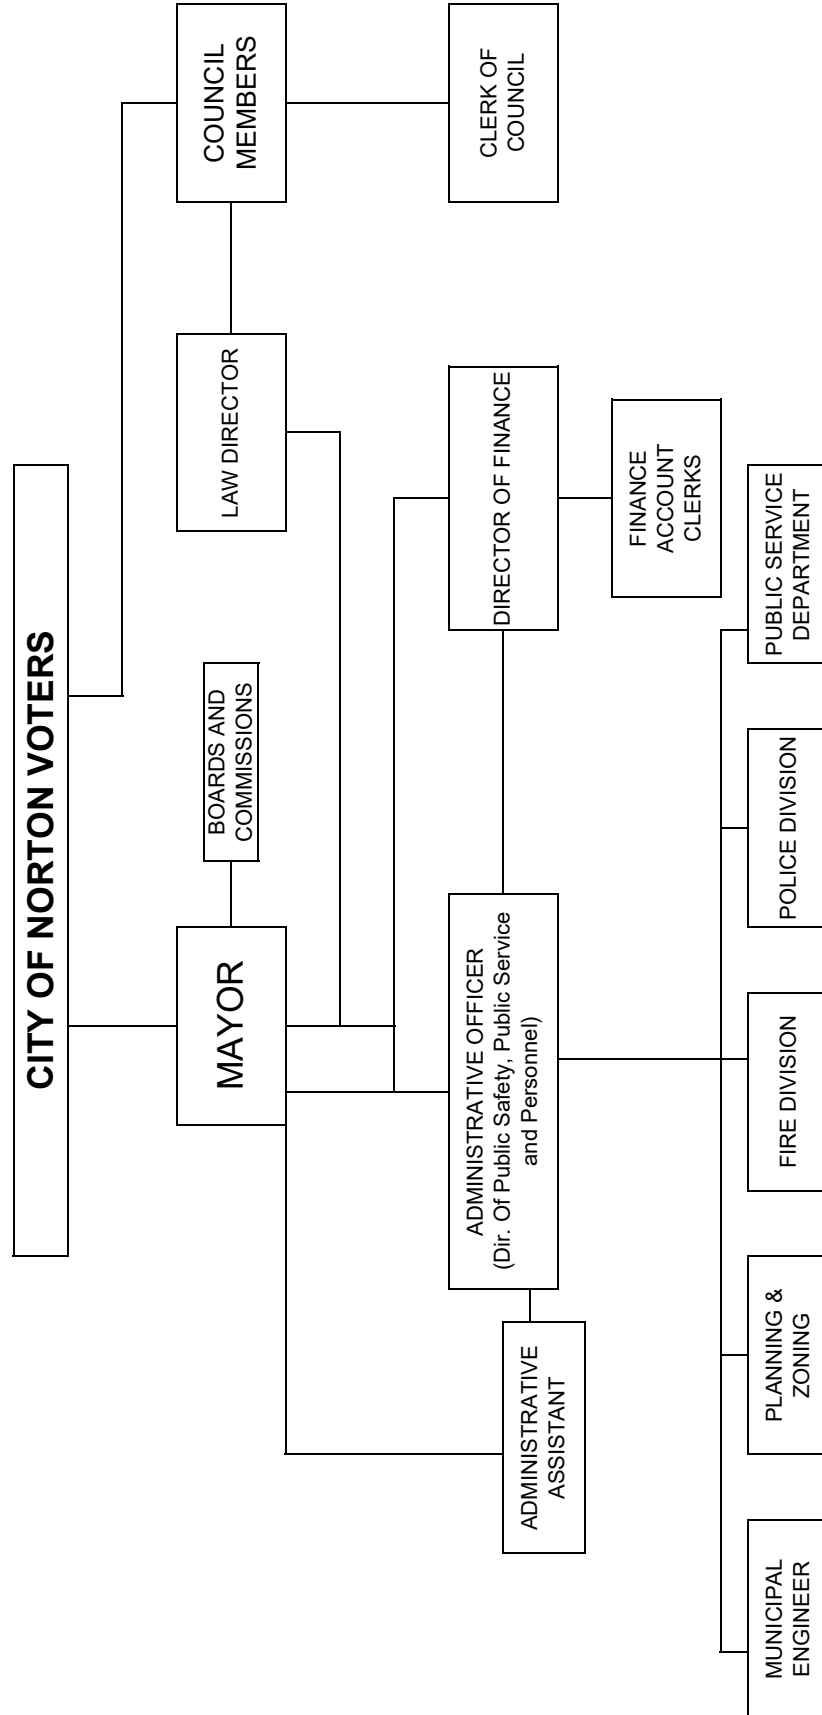 CITY OF NORTON VOTERS
MAYOR
BOARDS AND
COMMISSIONS
LAW DIRECTOR
COUNCIL
MEMBERS
ADMINISTRATIVE ASSISTANT
ADMINISTRATIVE OFFICER
(Dir. Of Public Safety, Public Service
and Personnel)
DIRECTOR OF FINANCE
CLERK OF
COUNCIL
FINANCE
ACCOUNT
CLERKS
MUNICIPAL
ENGINEER
PLANNING &
ZONING
FIRE DIVISION
POLICE DIVISION
PUBLIC SERVICE
DEPARTMENT